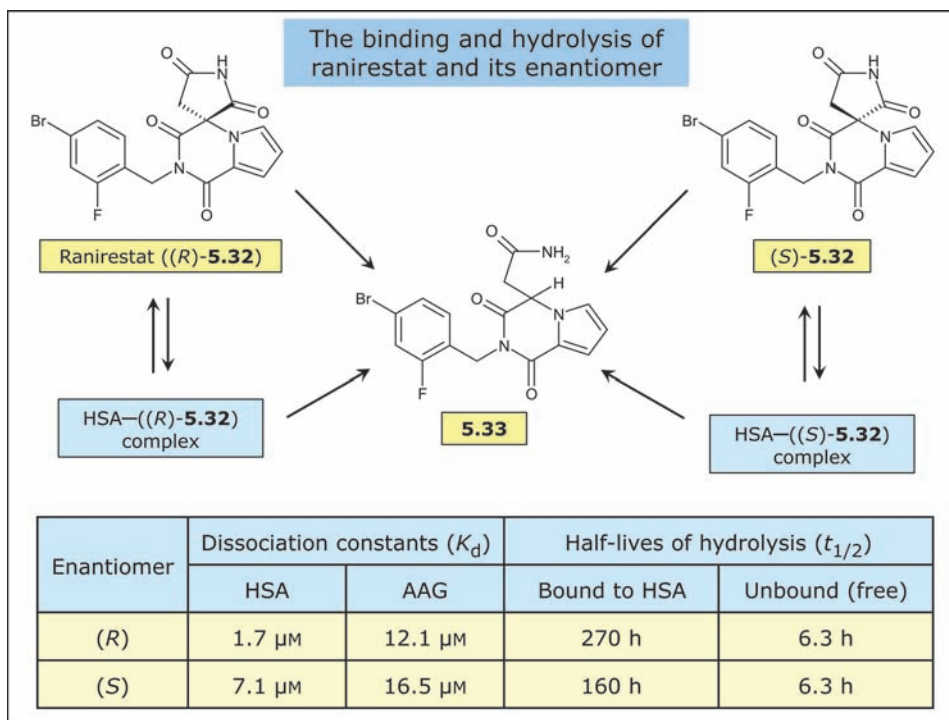 The binding and hydrolysis of
ranirestat and its enantiomer
O
NH
O
O
N
N
O
Br
F
Ranirestat ((R)-5.32)
O
NH
O
O
N
N
O
Br
F
(S)-5.32
O
NH2
H
O
N
N
O
Br
F
5.33
HSA—((R)-5.32)
complex
HSA—((S)-5.32)
complex
Enantiomer Dissociation constants (Kd) Half-lives of hydrolysis (t1/2)
HSA AAG Bound to HSA Unbound (free)
(R) 1.7 μM 12.1 μM 270 h 6.3 h
(S) 7.1 μM 16.5 μM 160 h 6.3 h